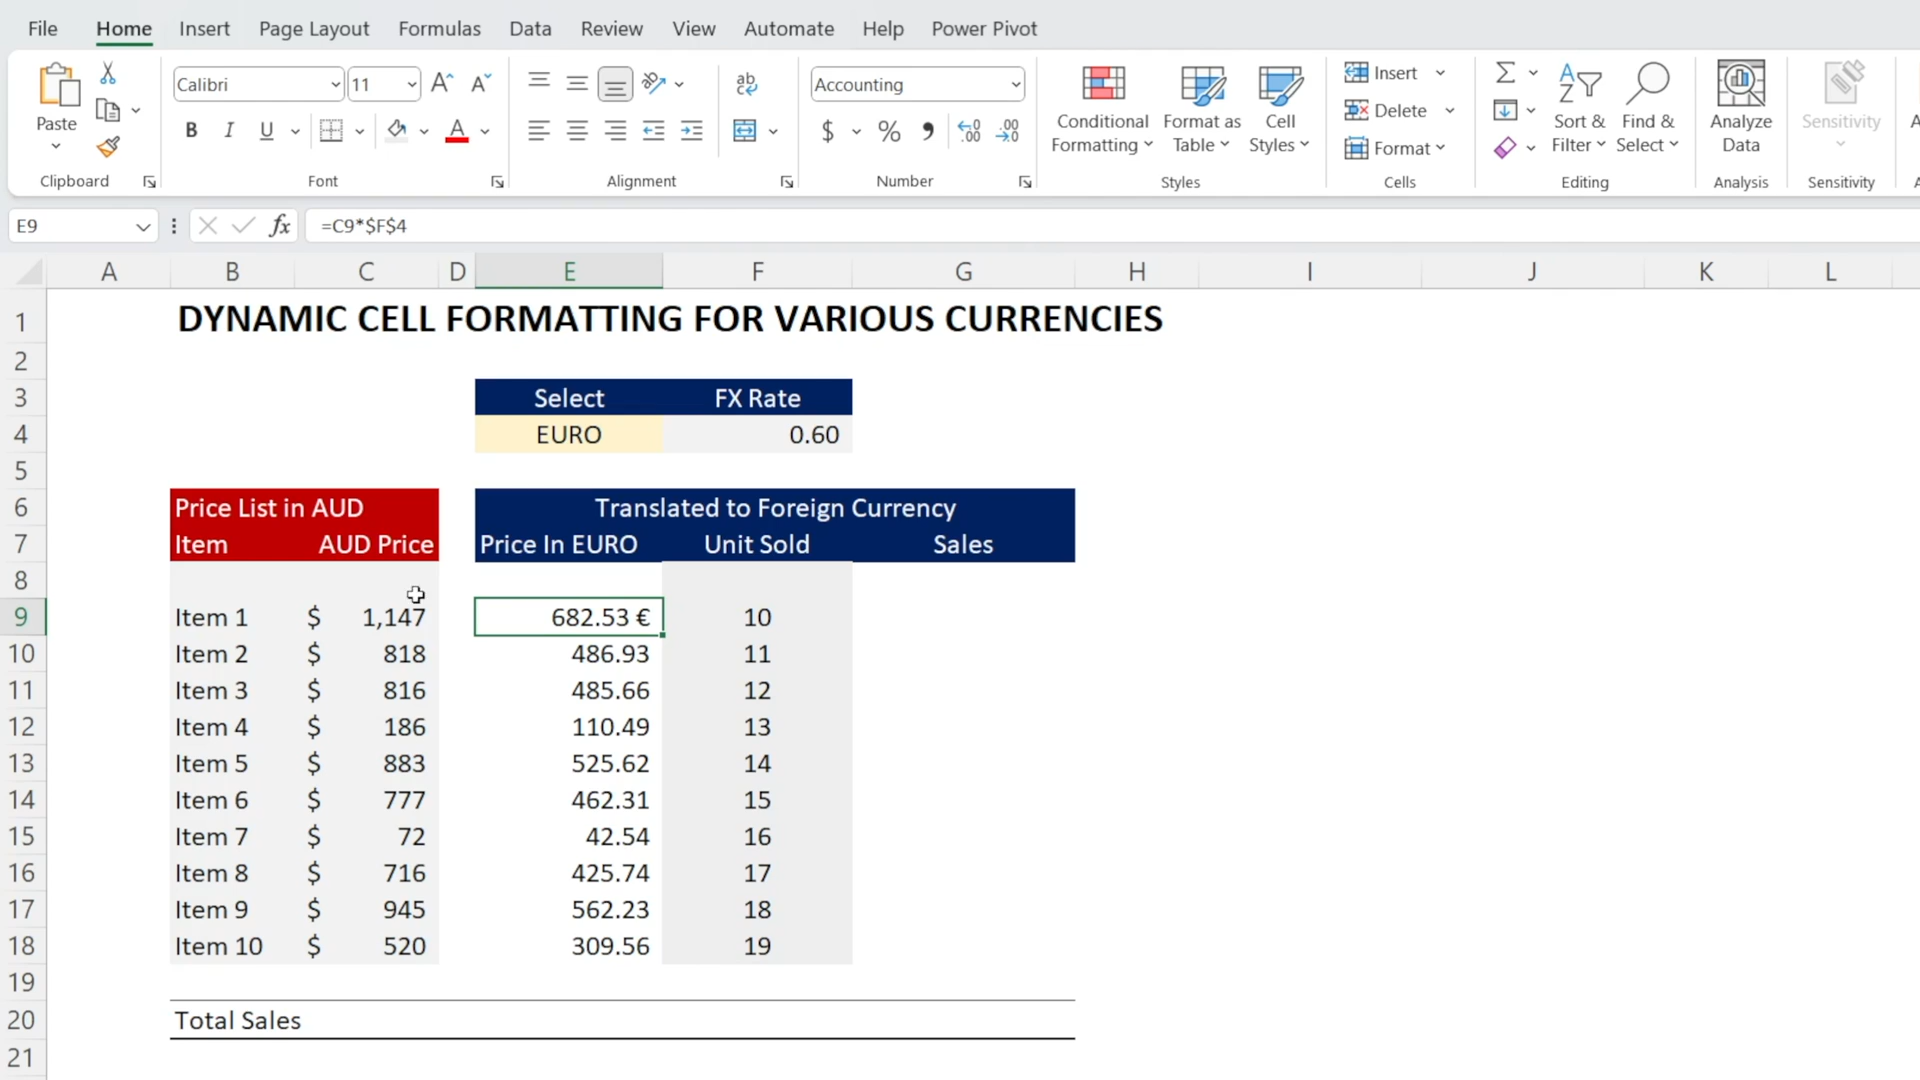 File Home Insert Page Layout Formulas Data Review View Automate Help Power Pivot
Paste
Clipboard
Calibri 11 A^ A˅
B I U A
Font
ab
Alignment
Accounting
$ % , .00 .00
Number
Conditional Formatting
Format as Table
Cell Styles
Styles
Insert
Delete
Format
Cells
Σ
Sort & Filter
Find & Select
Editing
Analyze Data
Analysis
Sensitivity
Sensitivity
E9 fx =C9*$F$4
A B C D E F G H I J K L
1 DYNAMIC CELL FORMATTING FOR VARIOUS CURRENCIES
2
3 Select FX Rate
4 EURO 0.60
5
6 Price List in AUD Translated to Foreign Currency
7 Item AUD Price Price In EURO Unit Sold Sales
8
9 Item 1 $ 1,147 682.53 € 10
10 Item 2 $ 818 486.93 11
11 Item 3 $ 816 485.66 12
12 Item 4 $ 186 110.49 13
13 Item 5 $ 883 525.62 14
14 Item 6 $ 777 462.31 15
15 Item 7 $ 72 42.54 16
16 Item 8 $ 716 425.74 17
17 Item 9 $ 945 562.23 18
18 Item 10 $ 520 309.56 19
19
20 Total Sales
21